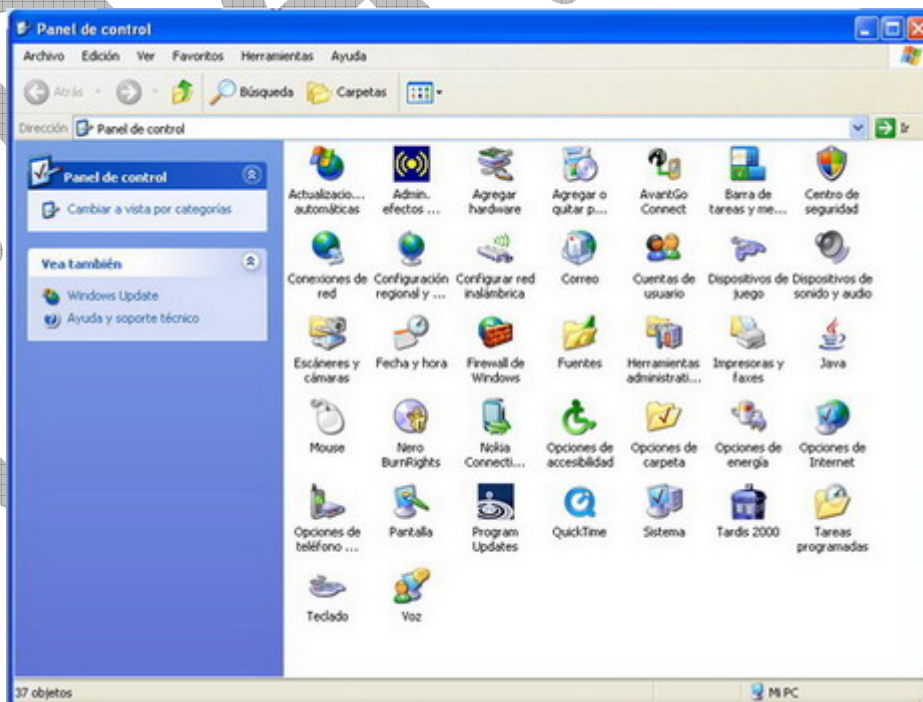 Panel de control
Archivo Edición Ver Favoritos Herramientas Ayuda
Atrás Búsqueda Carpetas
Dirección Panel de control Ir
Panel de control
Cambiar a vista por categorías
Vea también
Windows Update
Ayuda y soporte técnico
Actualizacio... Admin. Agregar Agregar o AvantGo Barra de Centro de
automáticas efectos ... hardware quitar p... Connect tareas y me... seguridad
Conexiones de Configuración Configurar red Correo Cuentas de Dispositivos de Dispositivos de
red regional y ... inalámbrica usuario juego sonido y audio
Escáneres y Fecha y hora Firewall de Fuentes Herramientas Impresoras y Java
cámaras Windows administrati... faxes
Mouse Nero Nokia Opciones de Opciones de Opciones de Opciones de
BurnRights Connecti... accesibilidad carpeta energía Internet
Opciones de Pantalla Program QuickTime Sistema Tardis 2000 Tareas
teléfono ... Updates programadas
Teclado Voz
37 objetos Mi PC